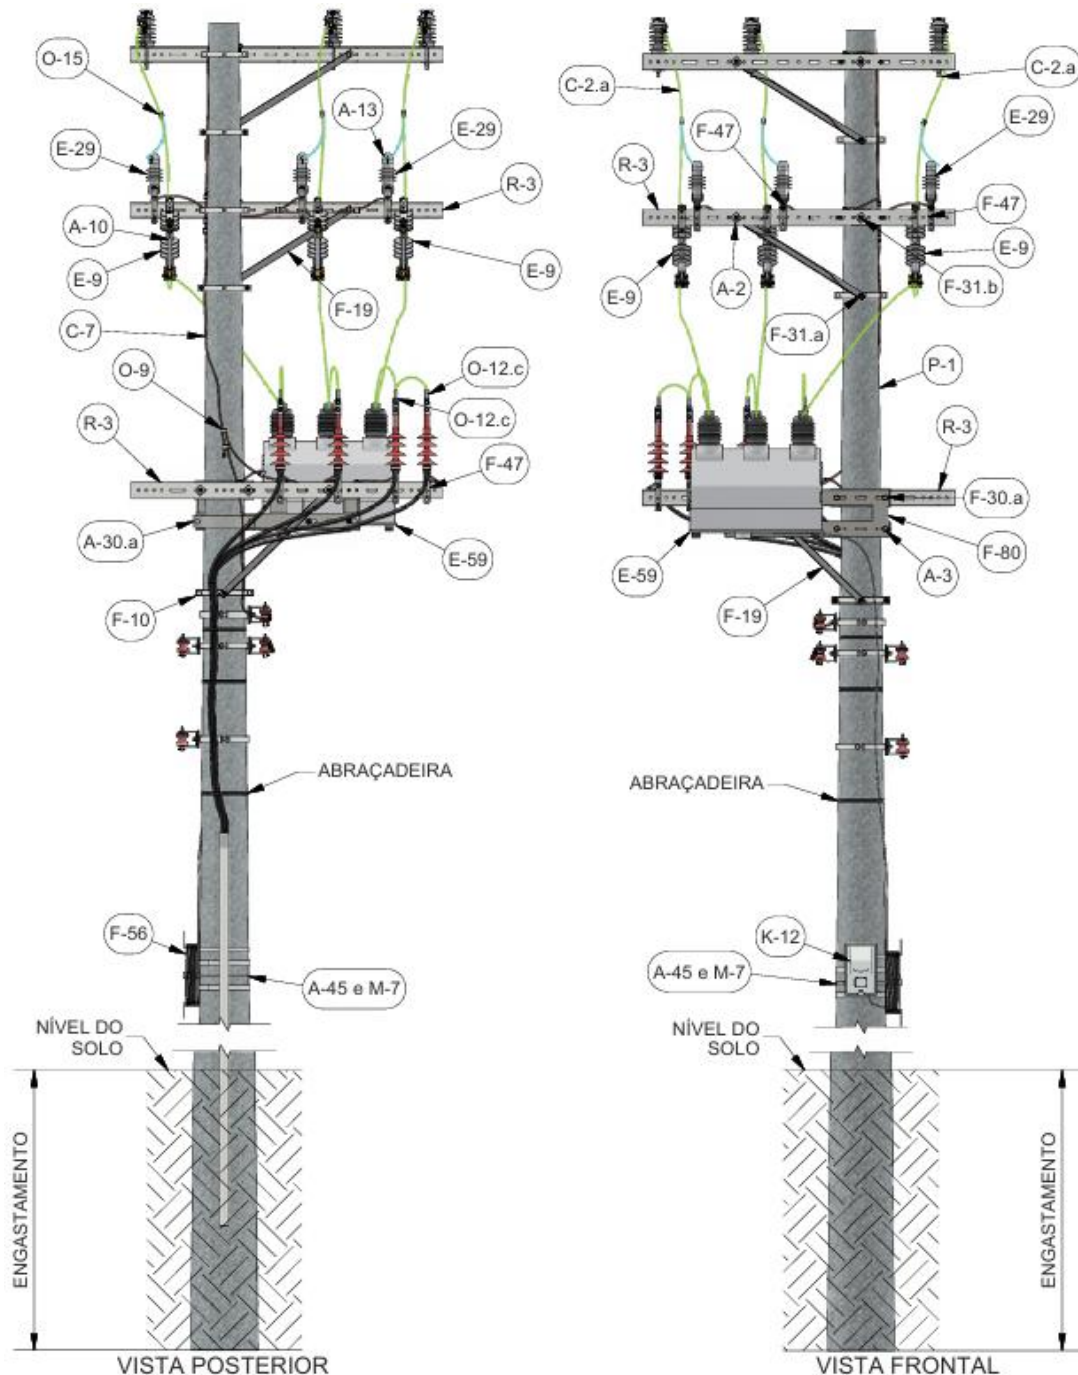 O-15
A-13
E-29
E-29
R-3
A-10
E-9
E-9
F-19
C-7
O-9
O-12.c
O-12.c
R-3
F-47
A-30.a
E-59
F-10
ABRAÇADEIRA
F-56
A-45 e M-7
NÍVEL DO
SOLO
ENGASTAMENTO
VISTA POSTERIOR
C-2.a
C-2.a
F-47
E-29
R-3
F-47
E-9
E-9
A-2
F-31.b
F-31.a
P-1
R-3
F-30.a
F-80
E-59
A-3
F-19
ABRAÇADEIRA
K-12
A-45 e M-7
NÍVEL DO
SOLO
ENGASTAMENTO
VISTA FRONTAL